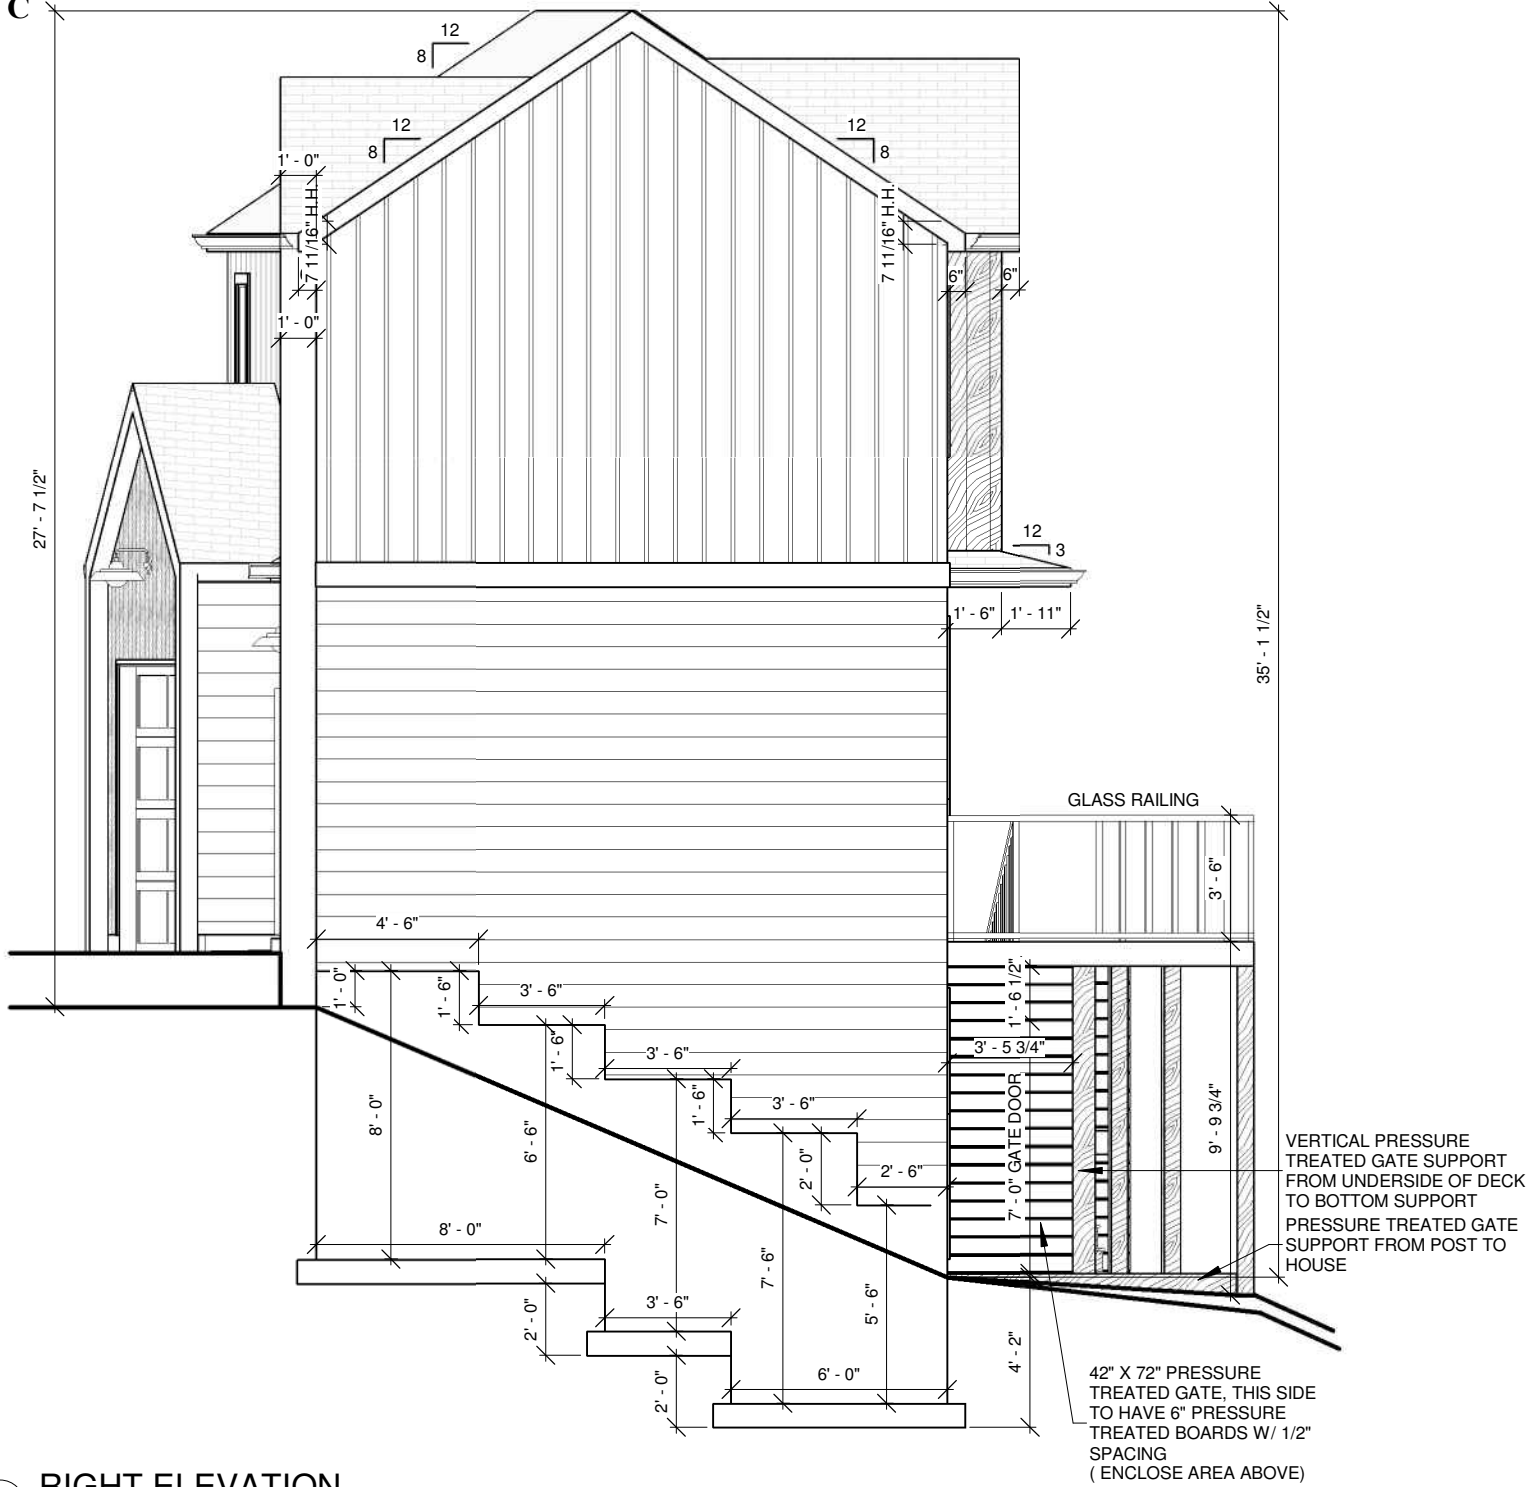 C
12
8
12
8
12
8
1' - 0"
7 11/16" H.H.
7 11/16" H.H.
6"
6"
1' - 0"
27' - 7 1/2"
12
3
1' - 6"
1' - 11"
35' - 1 1/2"
GLASS RAILING
3' - 6"
4' - 6"
1' - 0"
1' - 6"
3' - 6"
1' - 6"
3' - 6"
1' - 6"
3' - 6"
2' - 0"
2' - 6"
1' - 6 1/2"
3' - 5 3/4"
7' - 0" GATE DOOR
9' - 9 3/4"
8' - 0"
6' - 6"
7' - 0"
7' - 6"
5' - 6"
8' - 0"
2' - 0"
3' - 6"
2' - 0"
6' - 0"
4' - 2"
VERTICAL PRESSURE
TREATED GATE SUPPORT
FROM UNDERSIDE OF DECK
TO BOTTOM SUPPORT
PRESSURE TREATED GATE
SUPPORT FROM POST TO
HOUSE
42" X 72" PRESSURE
TREATED GATE, THIS SIDE
TO HAVE 6" PRESSURE
TREATED BOARDS W/ 1/2"
SPACING
( ENCLOSE AREA ABOVE)
RIGHT ELEVATION